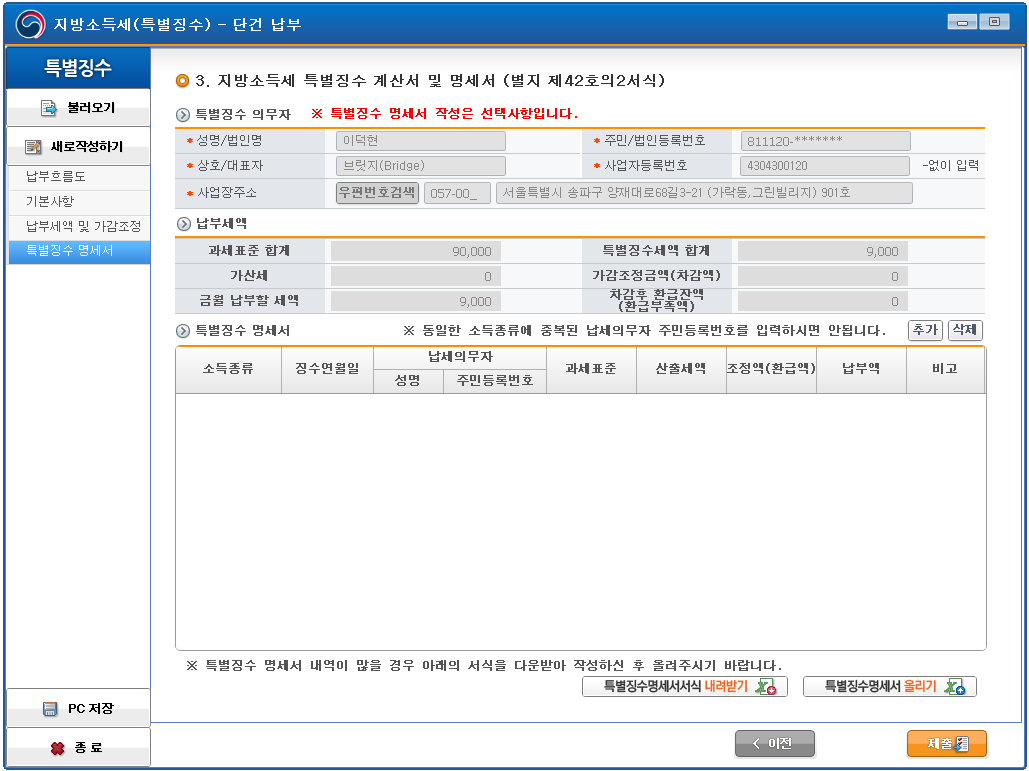 지방소득세(특별징수) - 단건 납부
특별징수
불러오기
새로작성하기
납부흐름도
기본사항
납부세액 및 가감조정
특별징수 명세서
PC 저장
종 료
3. 지방소득세 특별징수 계산서 및 명세서 (별지 제42호의2서식)
특별징수 의무자 ※ 특별징수 명세서 작성은 선택사항입니다.
* 성명/법인명 이덕현 * 주민/법인등록번호 811120-*******
* 상호/대표자 브릿지(Bridge) * 사업자등록번호 4304300120 -없이 입력
* 사업장주소 우편번호검색 057-00_ 서울특별시 송파구 양재대로68길3-21 (가락동,그린빌리지) 901호
납부세액
과세표준 합계 90,000 특별징수세액 합계 9,000
가산세 0 가감조정금액(차감액) 0
금월 납부할 세액 9,000 차감후 환급잔액 0
(환급부족액)
특별징수 명세서 ※ 동일한 소득종류에 중복된 납세의무자 주민등록번호를 입력하시면 안됩니다. 추가 삭제
소득종류 징수연월일 납세의무자 과세표준 산출세액 조정액(환급액) 납부액 비고
성명 주민등록번호
※ 특별징수 명세서 내역이 많을 경우 아래의 서식을 다운받아 작성하신 후 올려주시기 바랍니다.
특별징수명세서서식 내려받기 특별징수명세서 올리기
< 이전 제출